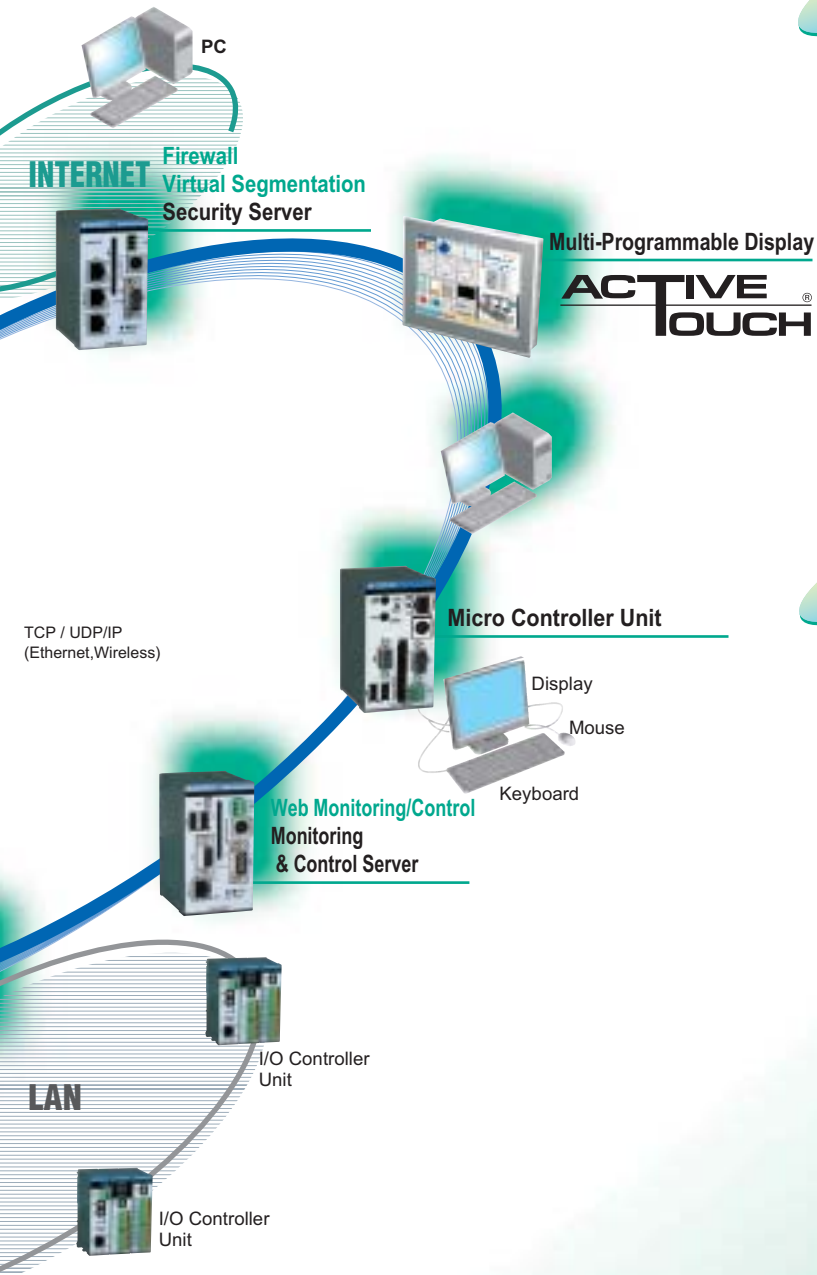 PC
INTERNET
Firewall
Virtual Segmentation
Security Server
Multi-Programmable Display
ACTIVE
TOUCH ®
TCP / UDP/IP
(Ethernet,Wireless)
Micro Controller Unit
Display
Mouse
Keyboard
Web Monitoring/Control
Monitoring
& Control Server
I/O Controller
Unit
LAN
I/O Controller
Unit